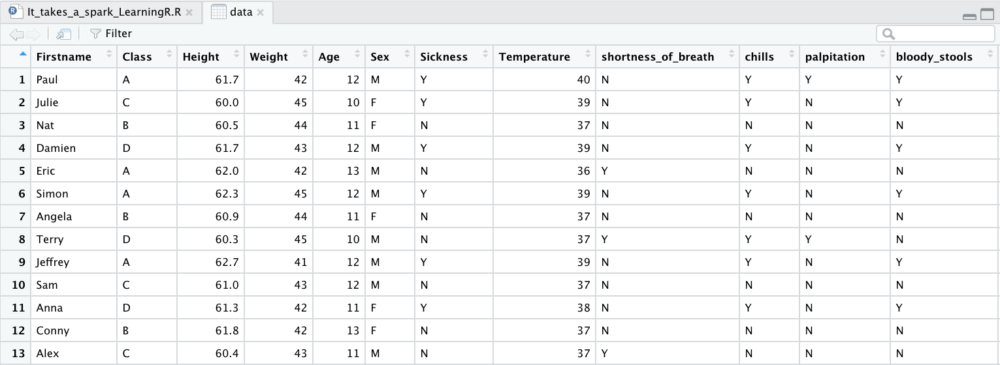 It_takes_a_spark_LearningR.R data
Filter
Firstname Class Height Weight Age Sex Sickness Temperature shortness_of_breath chills palpitation bloody_stools
1 Paul A 61.7 42 12 M Y 40 N Y Y Y
2 Julie C 60.0 45 10 F Y 39 N Y N Y
3 Nat B 60.5 44 11 F N 37 N N N N
4 Damien D 61.7 43 12 M Y 39 N Y N Y
5 Eric A 62.0 42 13 M N 36 Y N N N
6 Simon A 62.3 45 12 M Y 39 N Y N Y
7 Angela B 60.9 44 11 F N 37 N N N N
8 Terry D 60.3 45 10 M N 37 Y Y Y N
9 Jeffrey A 62.7 41 12 M Y 39 N Y N Y
10 Sam C 61.0 43 12 M N 37 N N N N
11 Anna D 61.3 42 11 F Y 38 N Y N Y
12 Conny B 61.8 42 13 F N 37 N N N N
13 Alex C 60.4 43 11 M N 37 Y N N N